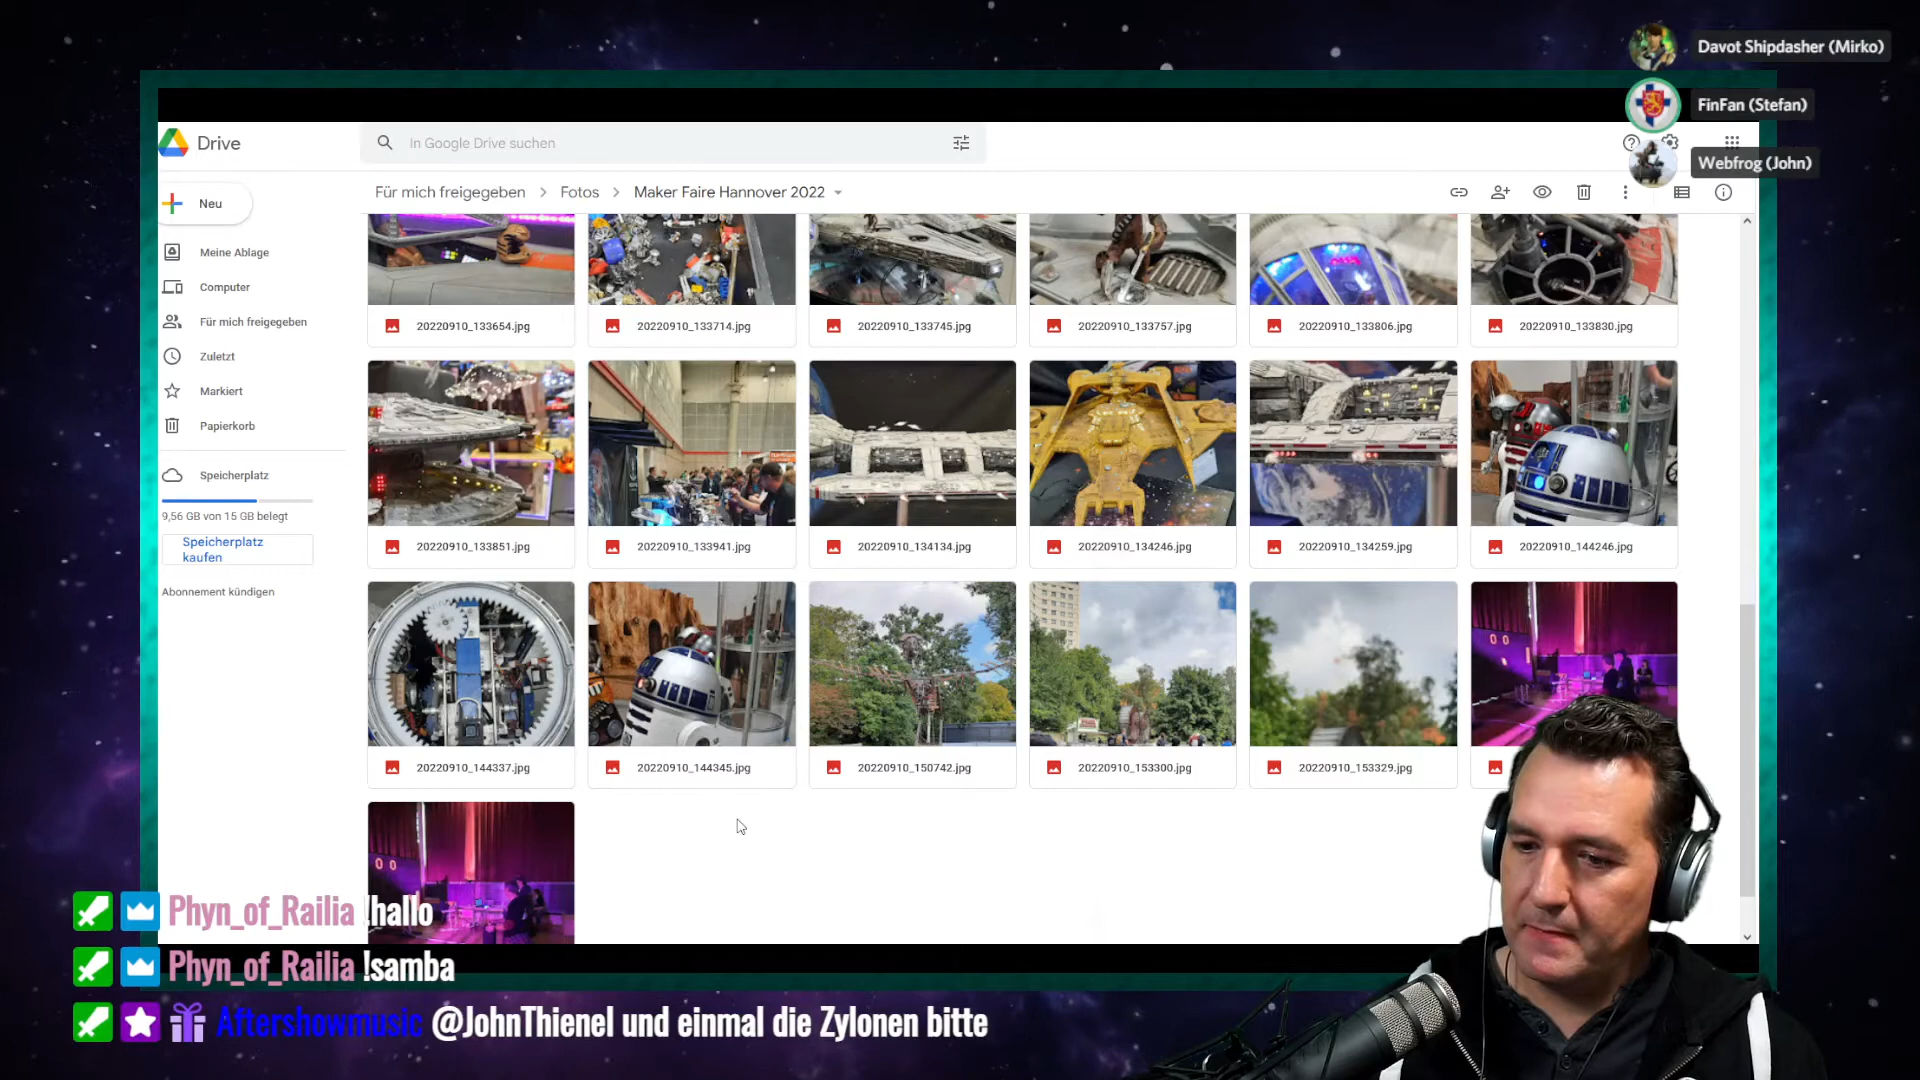 Davot Shipdasher (Mirko)
FinFan (Stefan)
Webfrog (John)
Drive
In Google Drive suchen
Neu
Für mich freigegeben
Fotos
Maker Faire Hannover 2022
Meine Ablage
Computer
Für mich freigegeben
Zuletzt
Markiert
Papierkorb
Speicherplatz
9,56 GB von 15 GB belegt
Speicherplatz
kaufen
Abonnement kündigen
20220910_133654.jpg
20220910_133714.jpg
20220910_133745.jpg
20220910_133757.jpg
20220910_133806.jpg
20220910_133830.jpg
20220910_133851.jpg
20220910_133941.jpg
20220910_134134.jpg
20220910_134246.jpg
20220910_134259.jpg
20220910_144246.jpg
20220910_144337.jpg
20220910_144345.jpg
20220910_150742.jpg
20220910_153300.jpg
20220910_153329.jpg
Phyn_of_Railia !hallo
Phyn_of_Railia !samba
Aftershowmusic @JohnThienel und einmal die Zylonen bitte